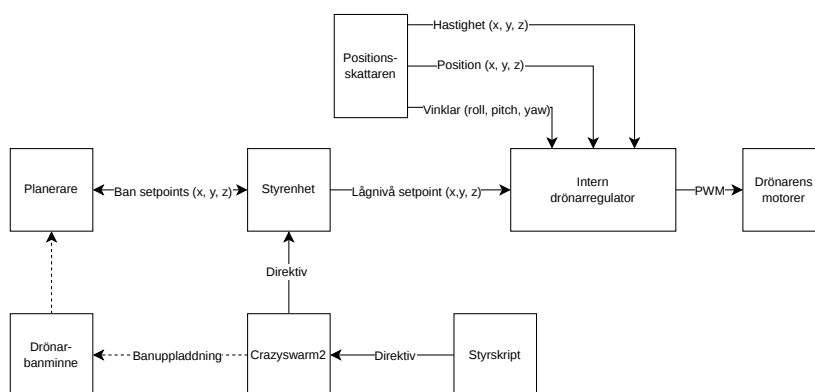 Hastighet (x, y, z)
Positions-
skattaren
Position (x, y, z)
Vinklar (roll, pitch, yaw)
Planerare
Ban setpoints (x, y, z)
Styrenhet
Lågnivå setpoint (x,y, z)
Intern
drönarregulator
PWM
Drönarens
motorer
Direktiv
Drönar-
banminne
Banuppladdning
Crazyswarm2
Direktiv
Styrskript